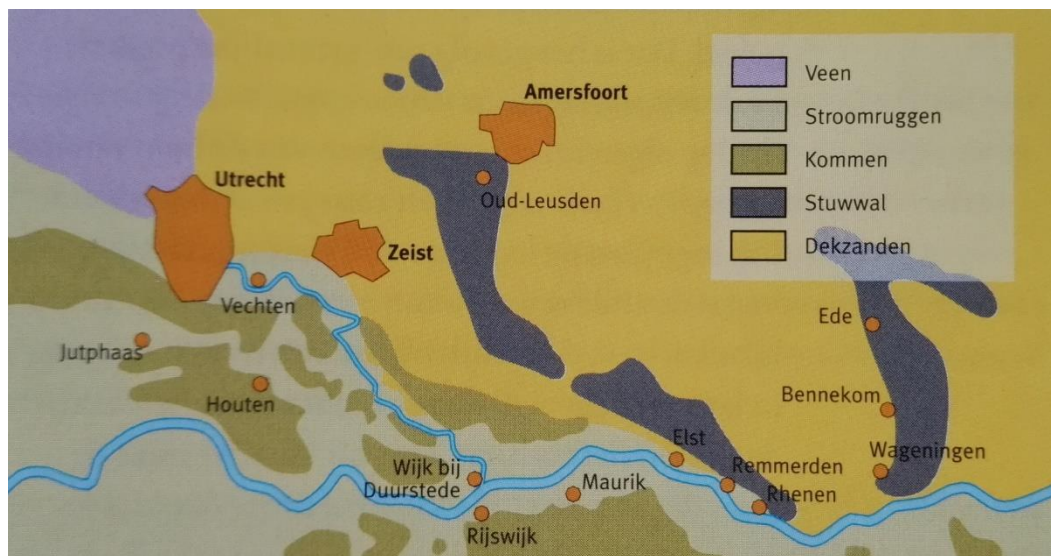 Veen
Stroomruggen
Kommen
Stuwwal
Dekzanden
Amersfoort
Oud-Leusden
Utrecht
Zeist
Vechten
Jutphaas
Houten
Ede
Bennekom
Wageningen
Elst
Remmerden
Rhenen
Wijk bij
Duurstede
Maurik
Rijswijk